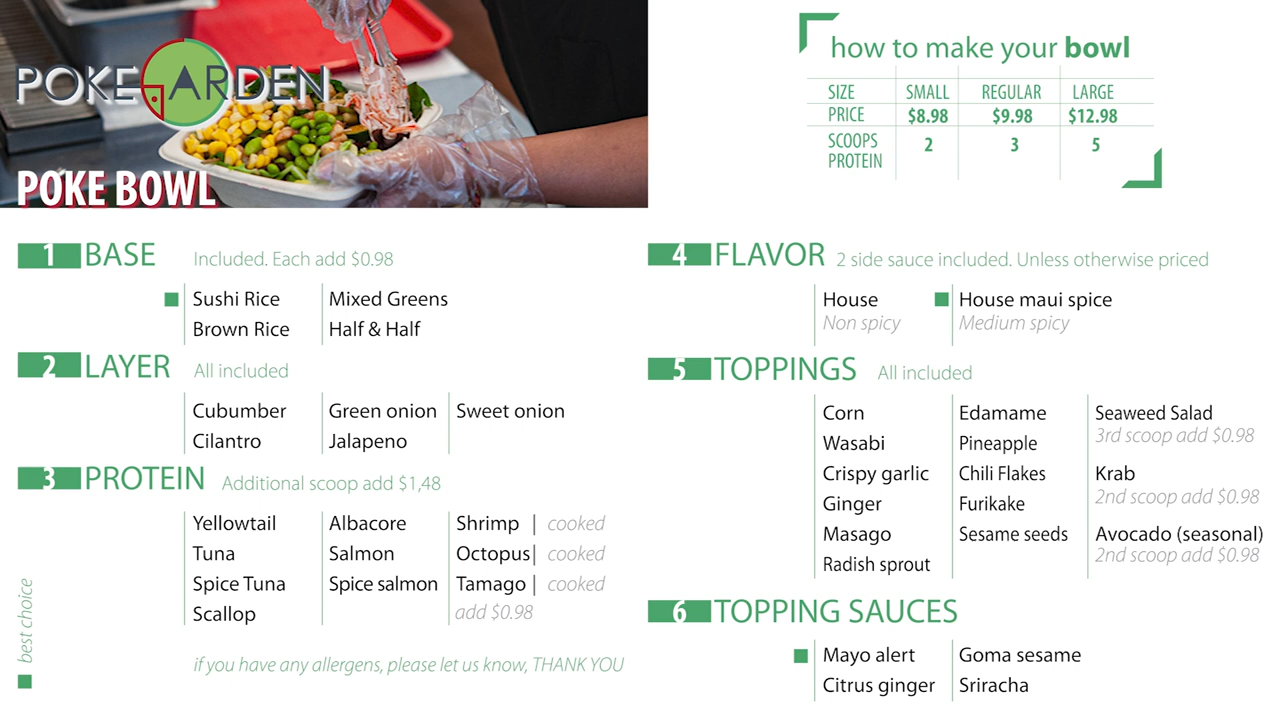 POKE GARDEN
POKE BOWL
how to make your bowl
SIZE SMALL REGULAR LARGE
PRICE $8.98 $9.98 $12.98
SCOOPS PROTEIN 2 3 5
1 BASE Included. Each add $0.98
Sushi Rice Mixed Greens
Brown Rice Half & Half
2 LAYER All included
Cubumber Green onion Sweet onion
Cilantro Jalapeno
3 PROTEIN Additional scoop add $1,48
Yellowtail Albacore Shrimp | cooked
Tuna Salmon Octopus| cooked
Spice Tuna Spice salmon Tamago | cooked
Scallop add $0.98
if you have any allergens, please let us know, THANK YOU
best choice
4 FLAVOR 2 side sauce included. Unless otherwise priced
House House maui spice
Non spicy Medium spicy
5 TOPPINGS All included
Corn Edamame Seaweed Salad
3rd scoop add $0.98
Wasabi Pineapple
Crispy garlic Chili Flakes Krab
2nd scoop add $0.98
Ginger Furikake
Masago Sesame seeds Avocado (seasonal)
2nd scoop add $0.98
Radish sprout
6 TOPPING SAUCES
Mayo alert Goma sesame
Citrus ginger Sriracha